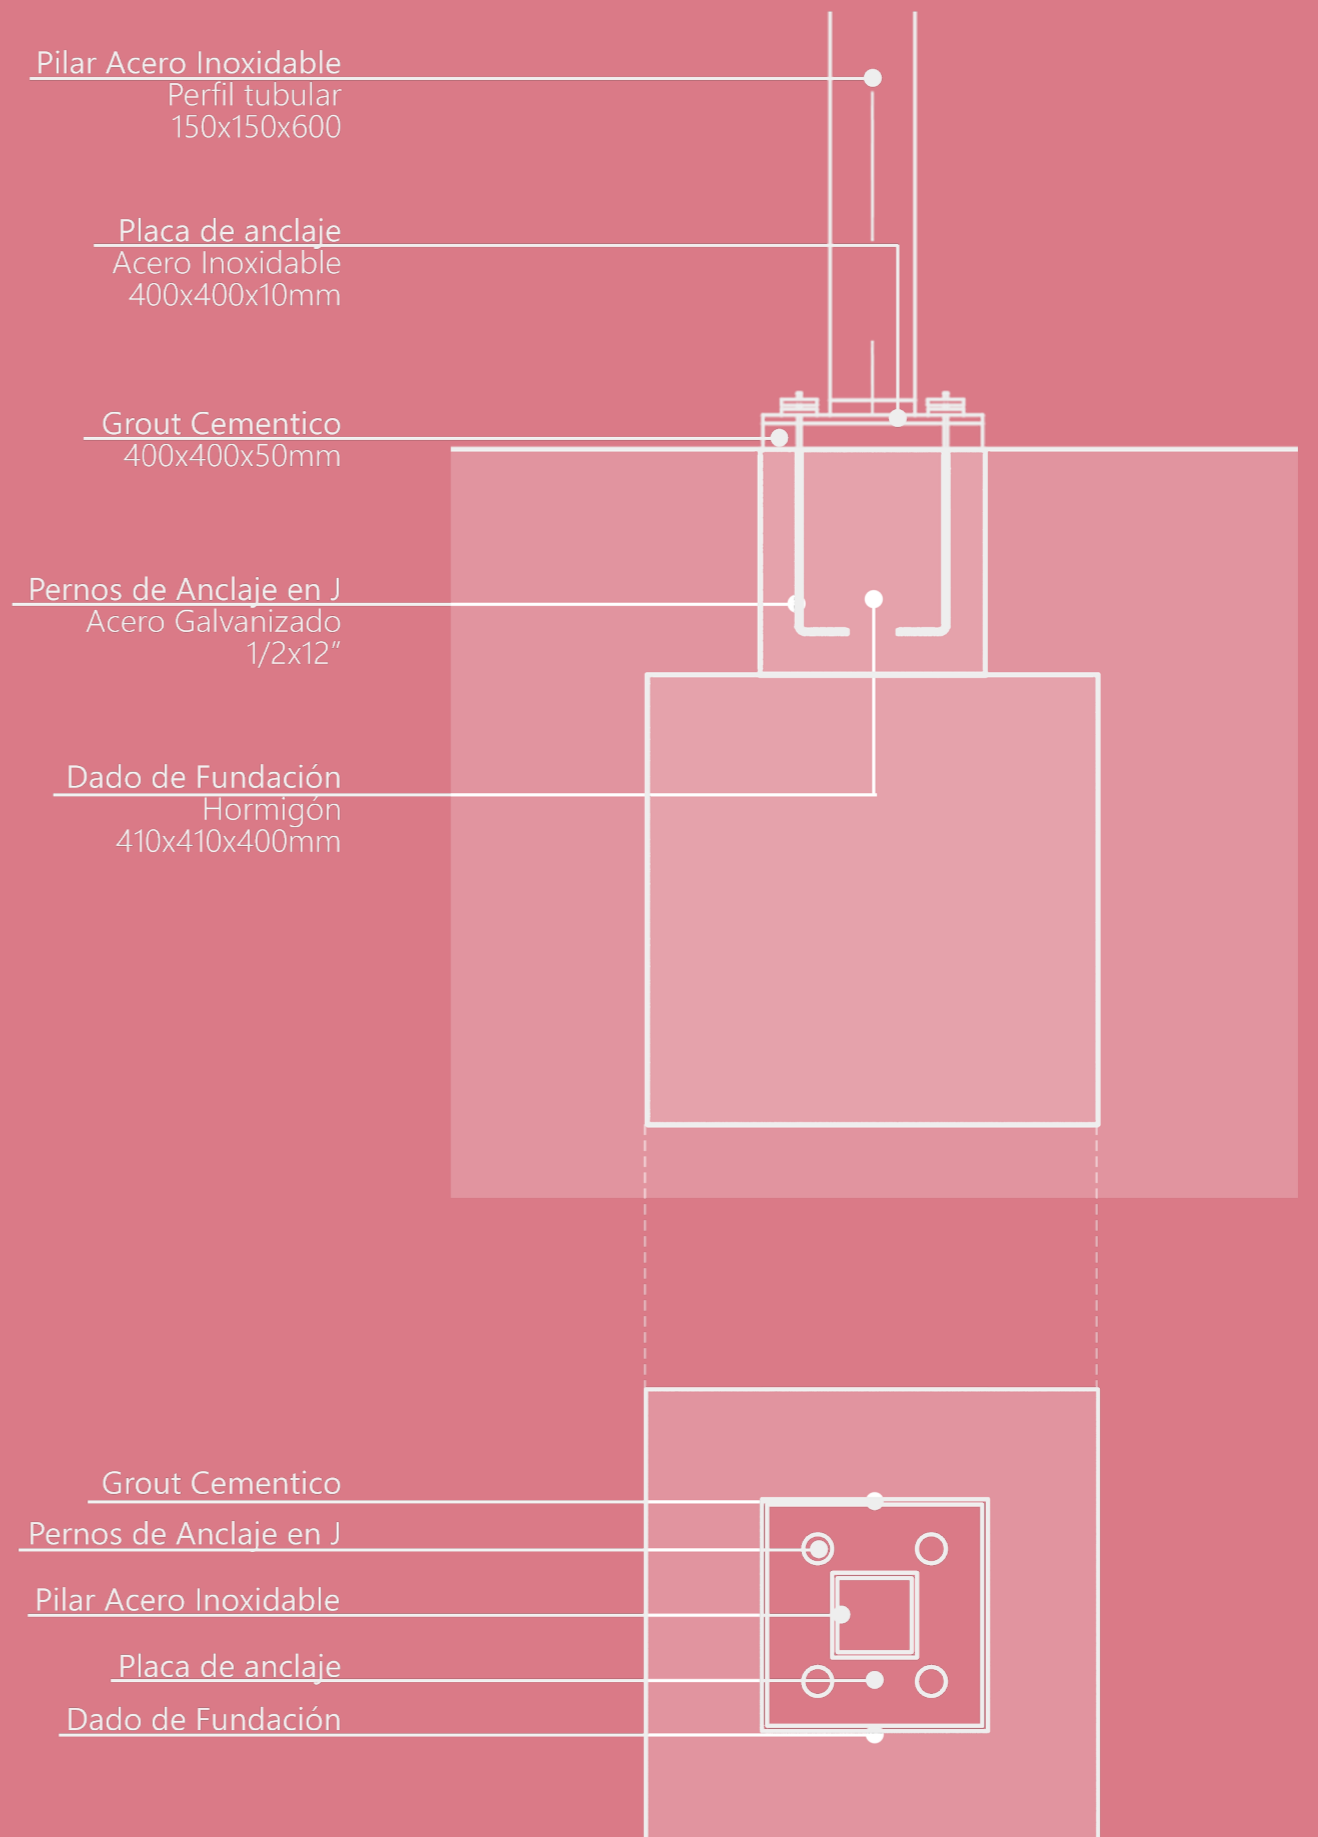 Pilar Acero Inoxidable
Perfil tubular
150x150x600
Placa de anclaje
Acero Inoxidable
400x400x10mm
Grout Cementico
400x400x50mm
Pernos de Anclaje en J
Acero Galvanizado
1/2x12”
Dado de Fundación
Hormigón
410x410x400mm
Grout Cementico
Pernos de Anclaje en J
Pilar Acero Inoxidable
Placa de anclaje
Dado de Fundación